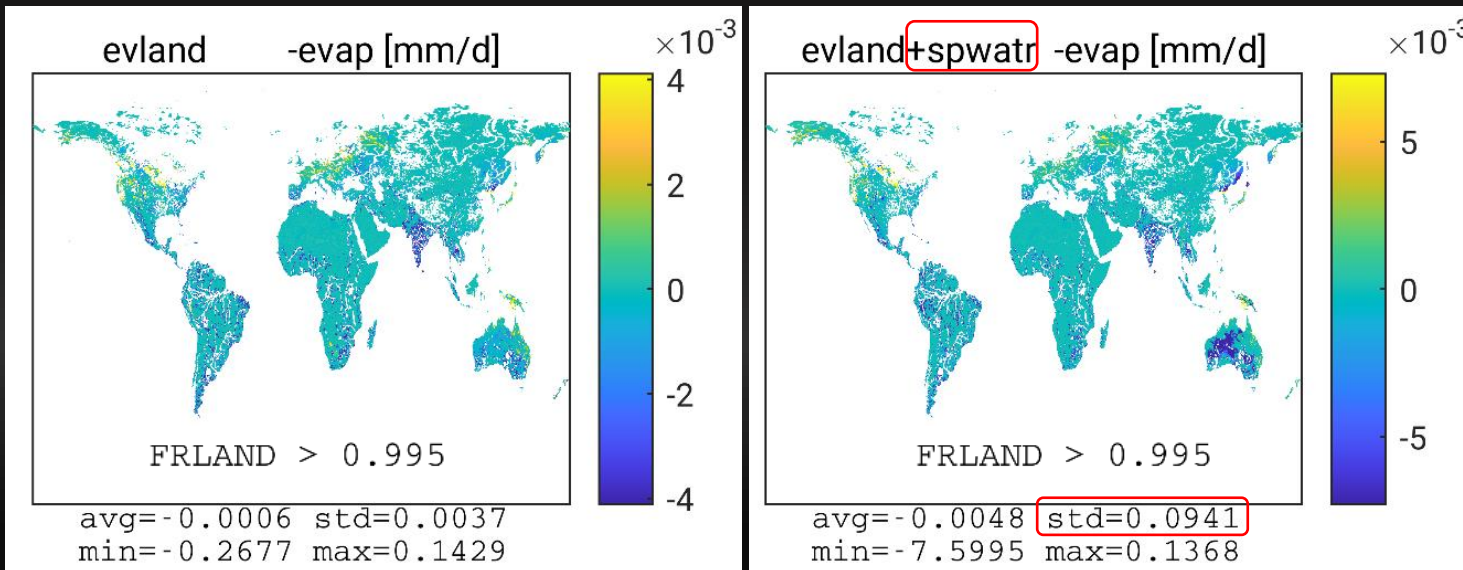 evland -evap [mm/d]
×10⁻³
4
2
0
-2
-4
FRLAND > 0.995
avg=-0.0006 std=0.0037
min=-0.2677 max=0.1429
evland+spwatr -evap [mm/d]
×10⁻³
5
0
-5
FRLAND > 0.995
avg=-0.0048 std=0.0941
min=-7.5995 max=0.1368